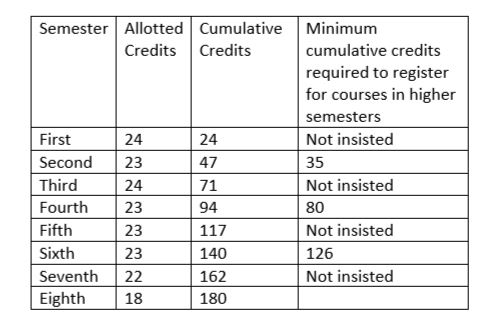 Semester Allotted Credits Cumulative Credits Minimum cumulative credits required to register for courses in higher semesters
First 24 24 Not insisted
Second 23 47 35
Third 24 71 Not insisted
Fourth 23 94 80
Fifth 23 117 Not insisted
Sixth 23 140 126
Seventh 22 162 Not insisted
Eighth 18 180